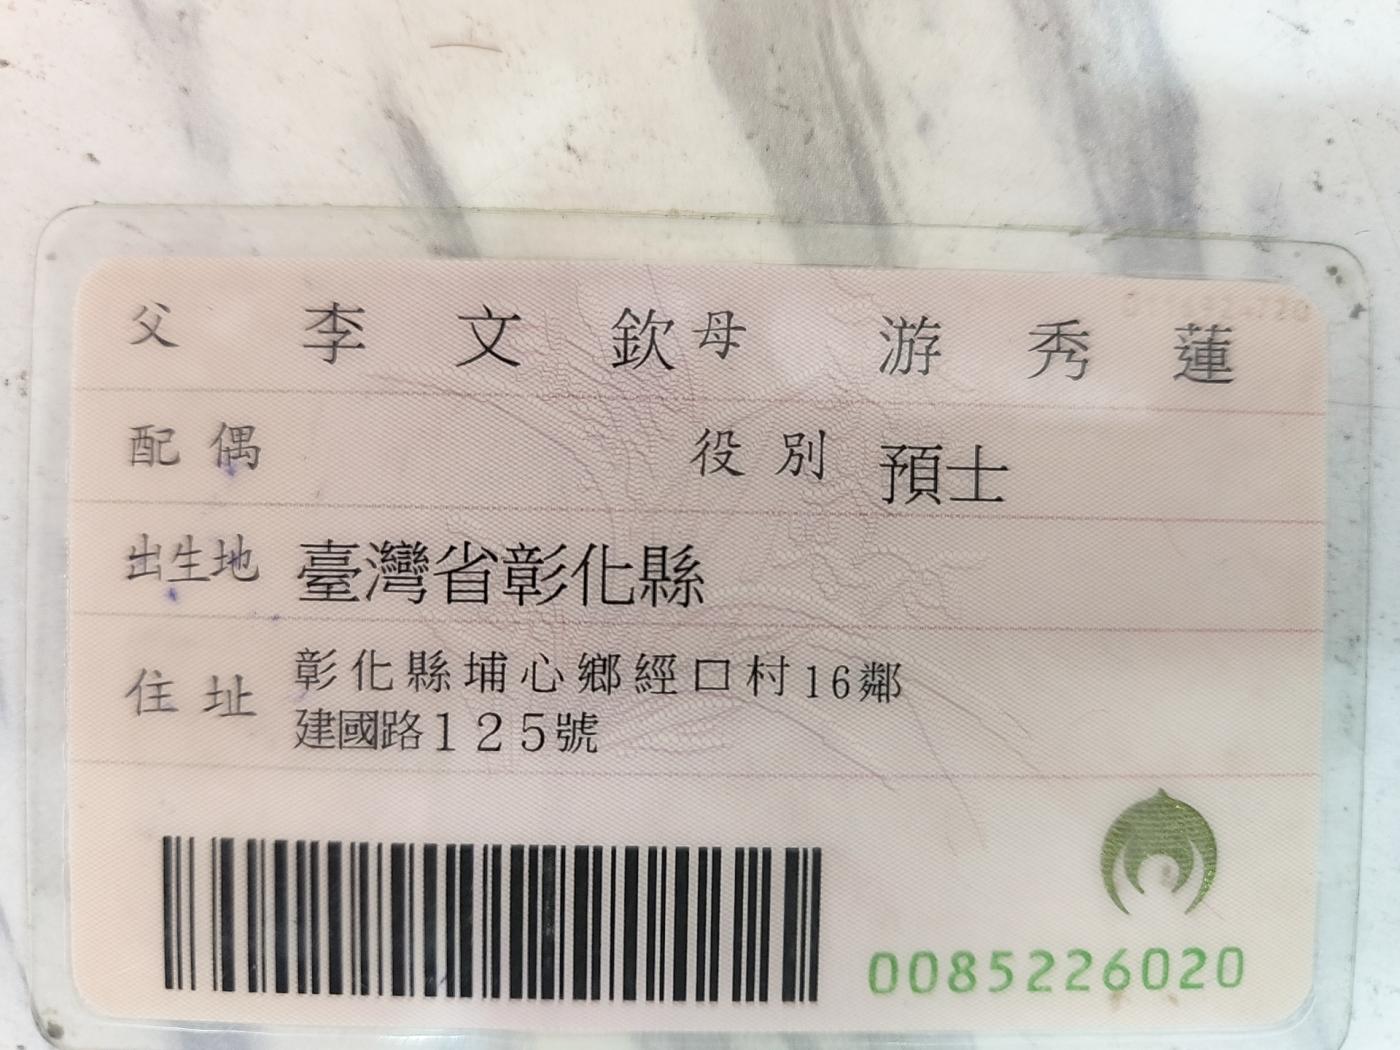 父 李文欽 母 游秀蓮
配偶 役別 預士
出生地 臺灣省彰化縣
住址 彰化縣埔心鄉經口村16鄰
建國路125號
0085226020